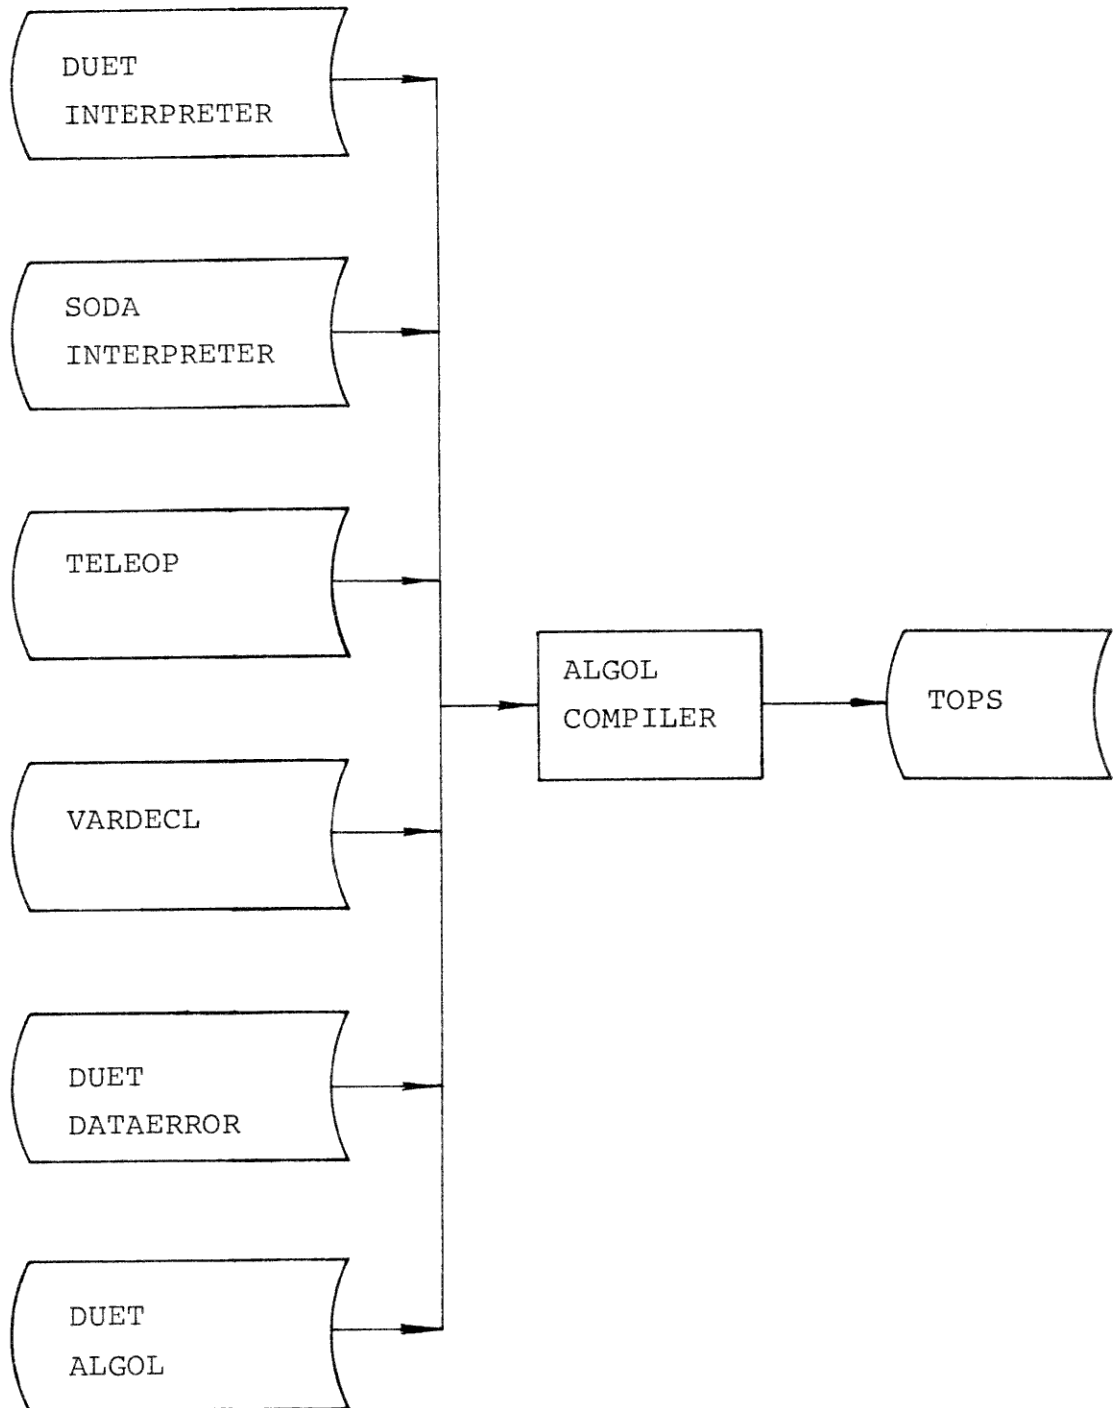 DUET
INTERPRETER
SODA
INTERPRETER
TELEOP
VARDECL
DUET
DATAERROR
DUET
ALGOL
ALGOL
COMPILER
TOPS